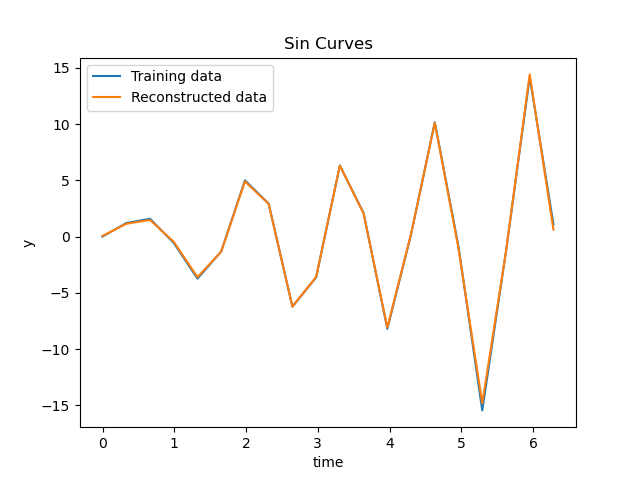 Sin Curves
Training data
Reconstructed data
15
10
5
0
−5
−10
−15
y
0 1 2 3 4 5 6
time